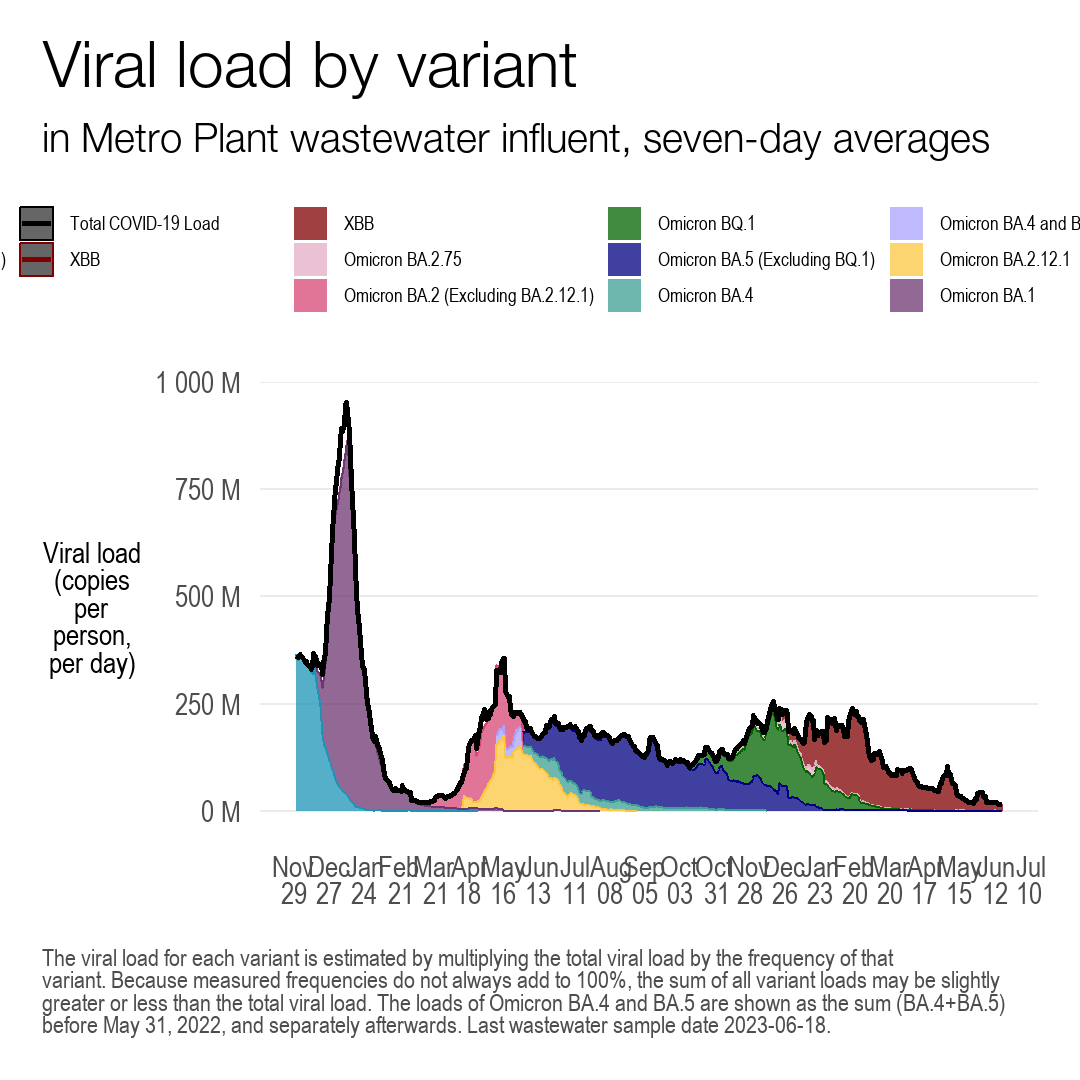 Viral load by variant
in Metro Plant wastewater influent, seven-day averages
Total COVID-19 Load
XBB
Omicron BQ.1
Omicron BA.4 and B
)
XBB
Omicron BA.2.75
Omicron BA.5 (Excluding BQ.1)
Omicron BA.2.12.1
Omicron BA.2 (Excluding BA.2.12.1)
Omicron BA.4
Omicron BA.1
1 000 M
750 M
500 M
250 M
0 M
Viral load
(copies
per
person,
per day)
Nov Dec Jan Feb Mar Apr May Jun Jul Aug Sep Oct Oct Nov Dec Jan Feb Mar Apr May Jun Jul
29 27 24 21 21 18 16 13 11 08 05 03 31 28 26 23 20 20 17 15 12 10
The viral load for each variant is estimated by multiplying the total viral load by the frequency of that
variant. Because measured frequencies do not always add to 100%, the sum of all variant loads may be slightly
greater or less than the total viral load. The loads of Omicron BA.4 and BA.5 are shown as the sum (BA.4+BA.5)
before May 31, 2022, and separately afterwards. Last wastewater sample date 2023-06-18.